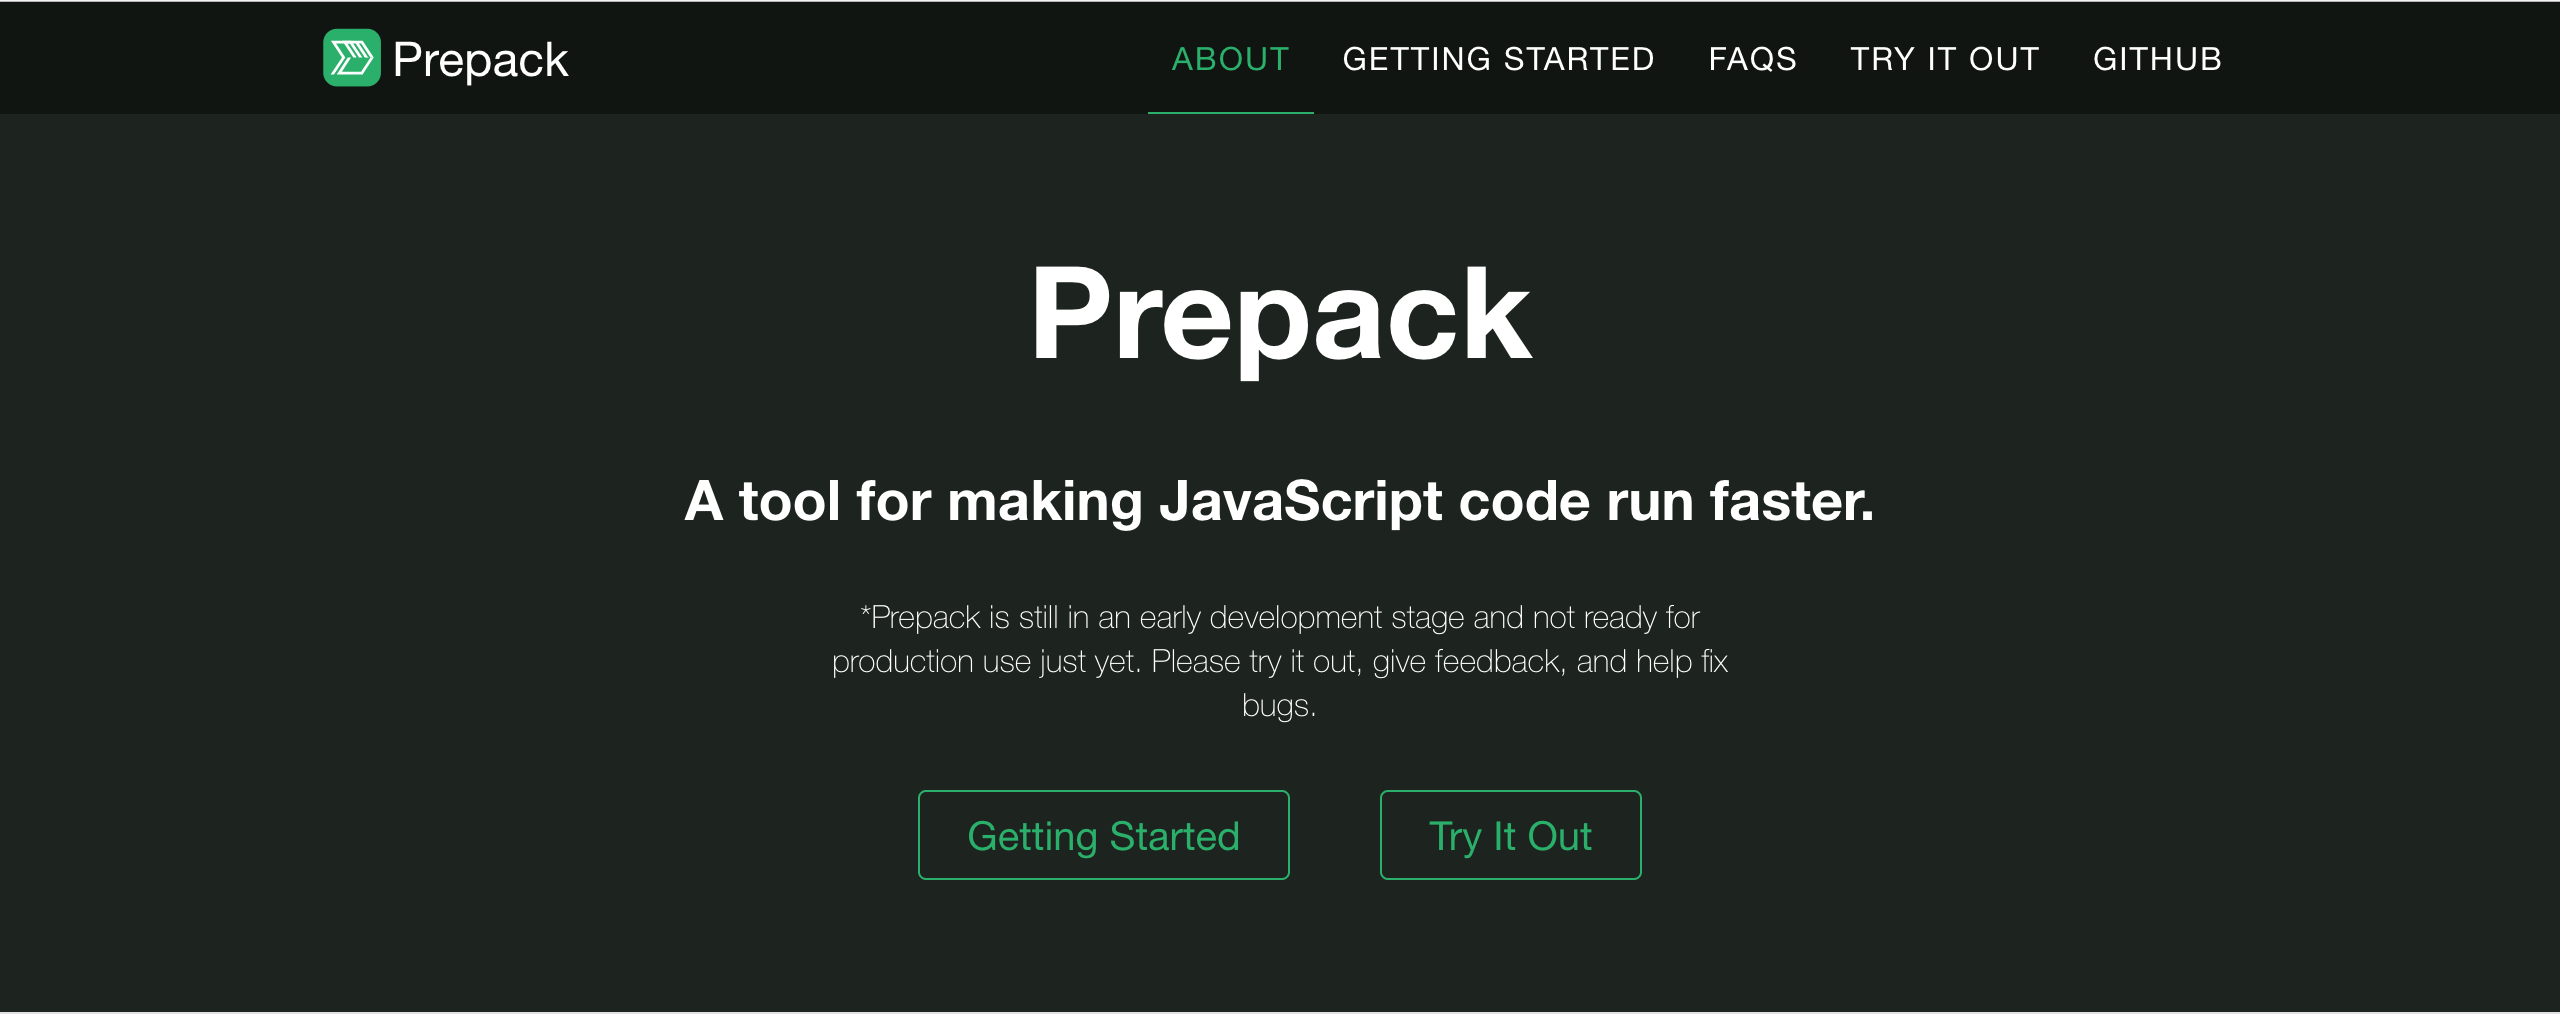 Prepack
ABOUT
GETTING STARTED
FAQS
TRY IT OUT
GITHUB
Prepack
A tool for making JavaScript code run faster.
*Prepack is still in an early development stage and not ready for
production use just yet. Please try it out, give feedback, and help fix
bugs.
Getting Started
Try It Out